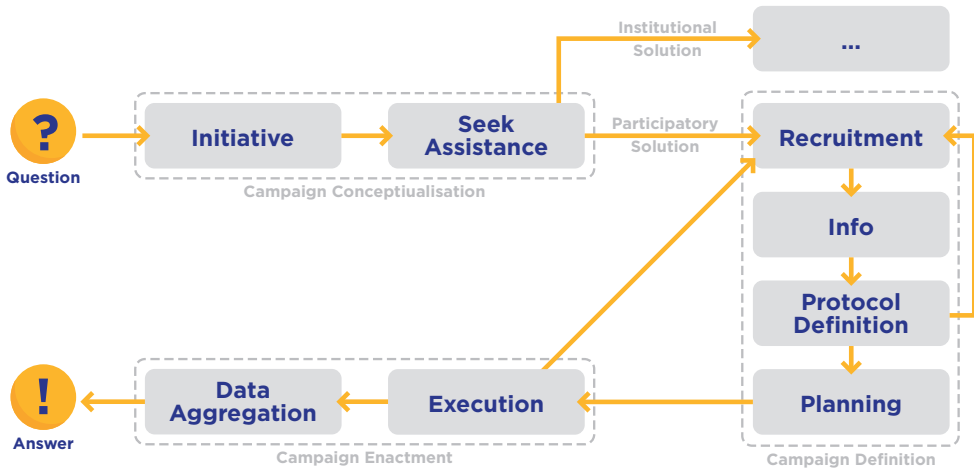 Institutional
Solution
...
?
Question
Initiative
Seek
Assistance
Campaign Conceptiualisation
Participatory
Solution
Recruitment
Info
Protocol
Definition
Planning
Campaign Definition
!
Answer
Data
Aggregation
Execution
Campaign Enactment